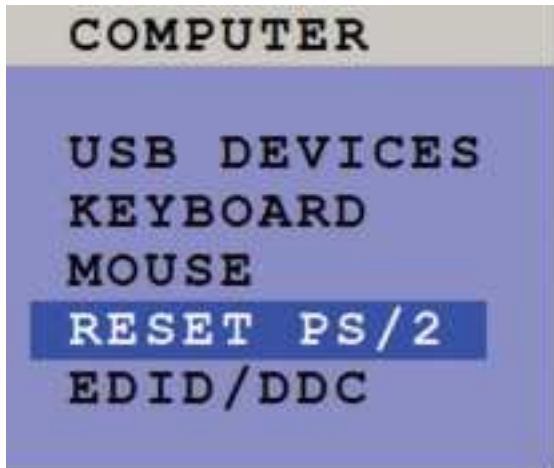 COMPUTER
USB DEVICES
KEYBOARD
MOUSE
RESET PS/2
EDID/DDC